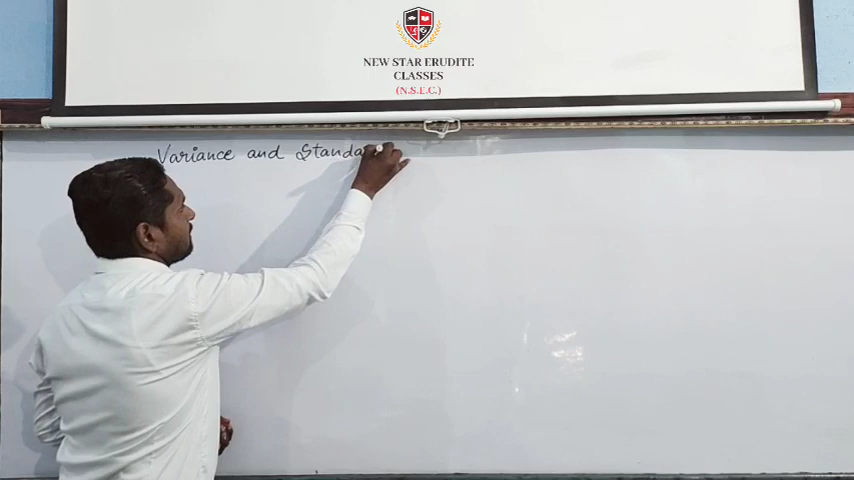 NEW STAR ERUDITE
CLASSES
(N.S.E.C.)
Variance and Standa